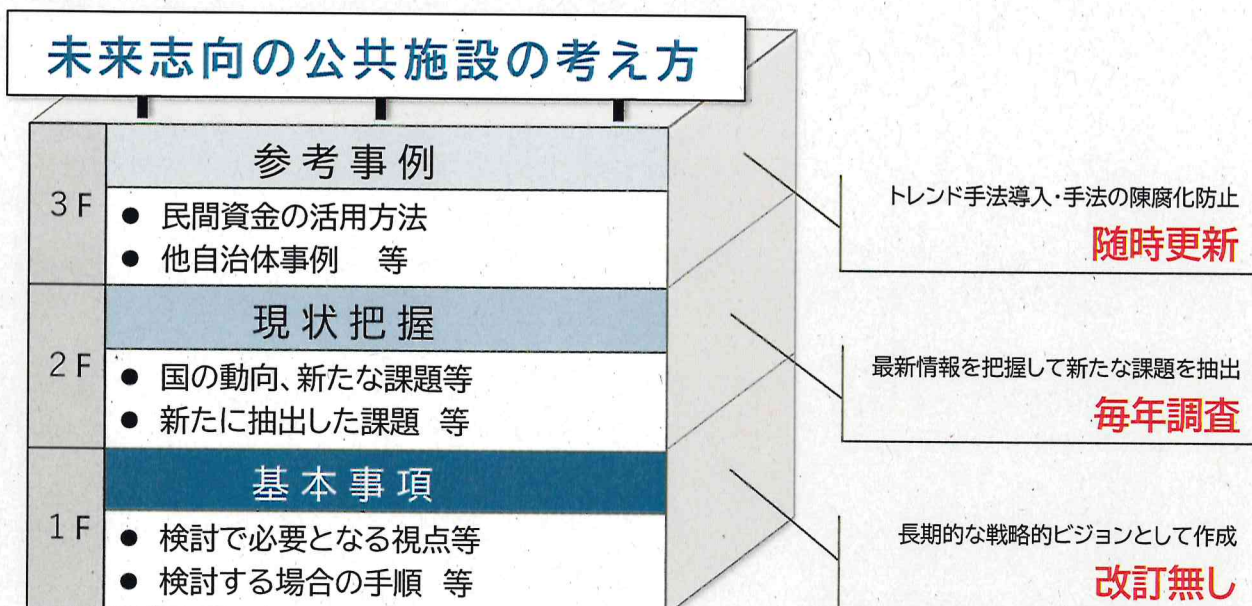 未来志向の公共施設の考え方
3F
参考事例
● 民間資金の活用方法
● 他自治体事例 等
トレンド手法導入・手法の陳腐化防止
随時更新
2F
現状把握
● 国の動向、新たな課題等
● 新たに抽出した課題 等
最新情報を把握して新たな課題を抽出
毎年調査
1F
基本事項
● 検討で必要となる視点等
● 検討する場合の手順 等
長期的な戦略的ビジョンとして作成
改訂無し